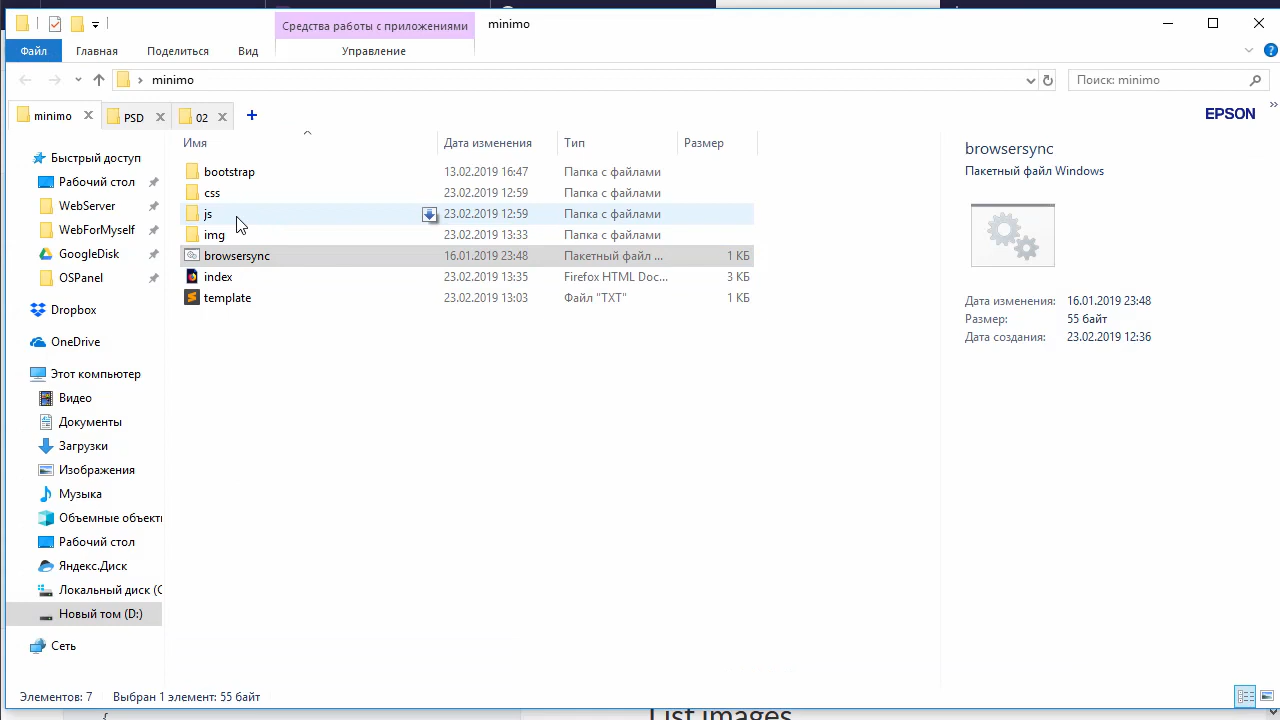 Средства работы с приложениями
minimo
Файл
Главная
Поделиться
Вид
Управление
minimo
Поиск: minimo
minimo
PSD
02
EPSON
Имя
Дата изменения
Тип
Размер
bootstrap 13.02.2019 16:47 Папка с файлами
css 23.02.2019 12:59 Папка с файлами
js 23.02.2019 12:59 Папка с файлами
img 23.02.2019 13:33 Папка с файлами
browsersync 16.01.2019 23:48 Пакетный файл ... 1 КБ
index 23.02.2019 13:35 Firefox HTML Doc... 3 КБ
template 23.02.2019 13:03 Файл "TXT" 1 КБ
Быстрый доступ
Рабочий стол
WebServer
WebForMyself
GoogleDisk
OSPanel
Dropbox
OneDrive
Этот компьютер
Видео
Документы
Загрузки
Изображения
Музыка
Объемные объекты
Рабочий стол
Яндекс.Диск
Локальный диск (C
Новый том (D:)
Сеть
browsersync
Пакетный файл Windows
Дата изменения: 16.01.2019 23:48
Размер: 55 байт
Дата создания: 23.02.2019 12:36
Элементов: 7
Выбран 1 элемент: 55 байт
List images